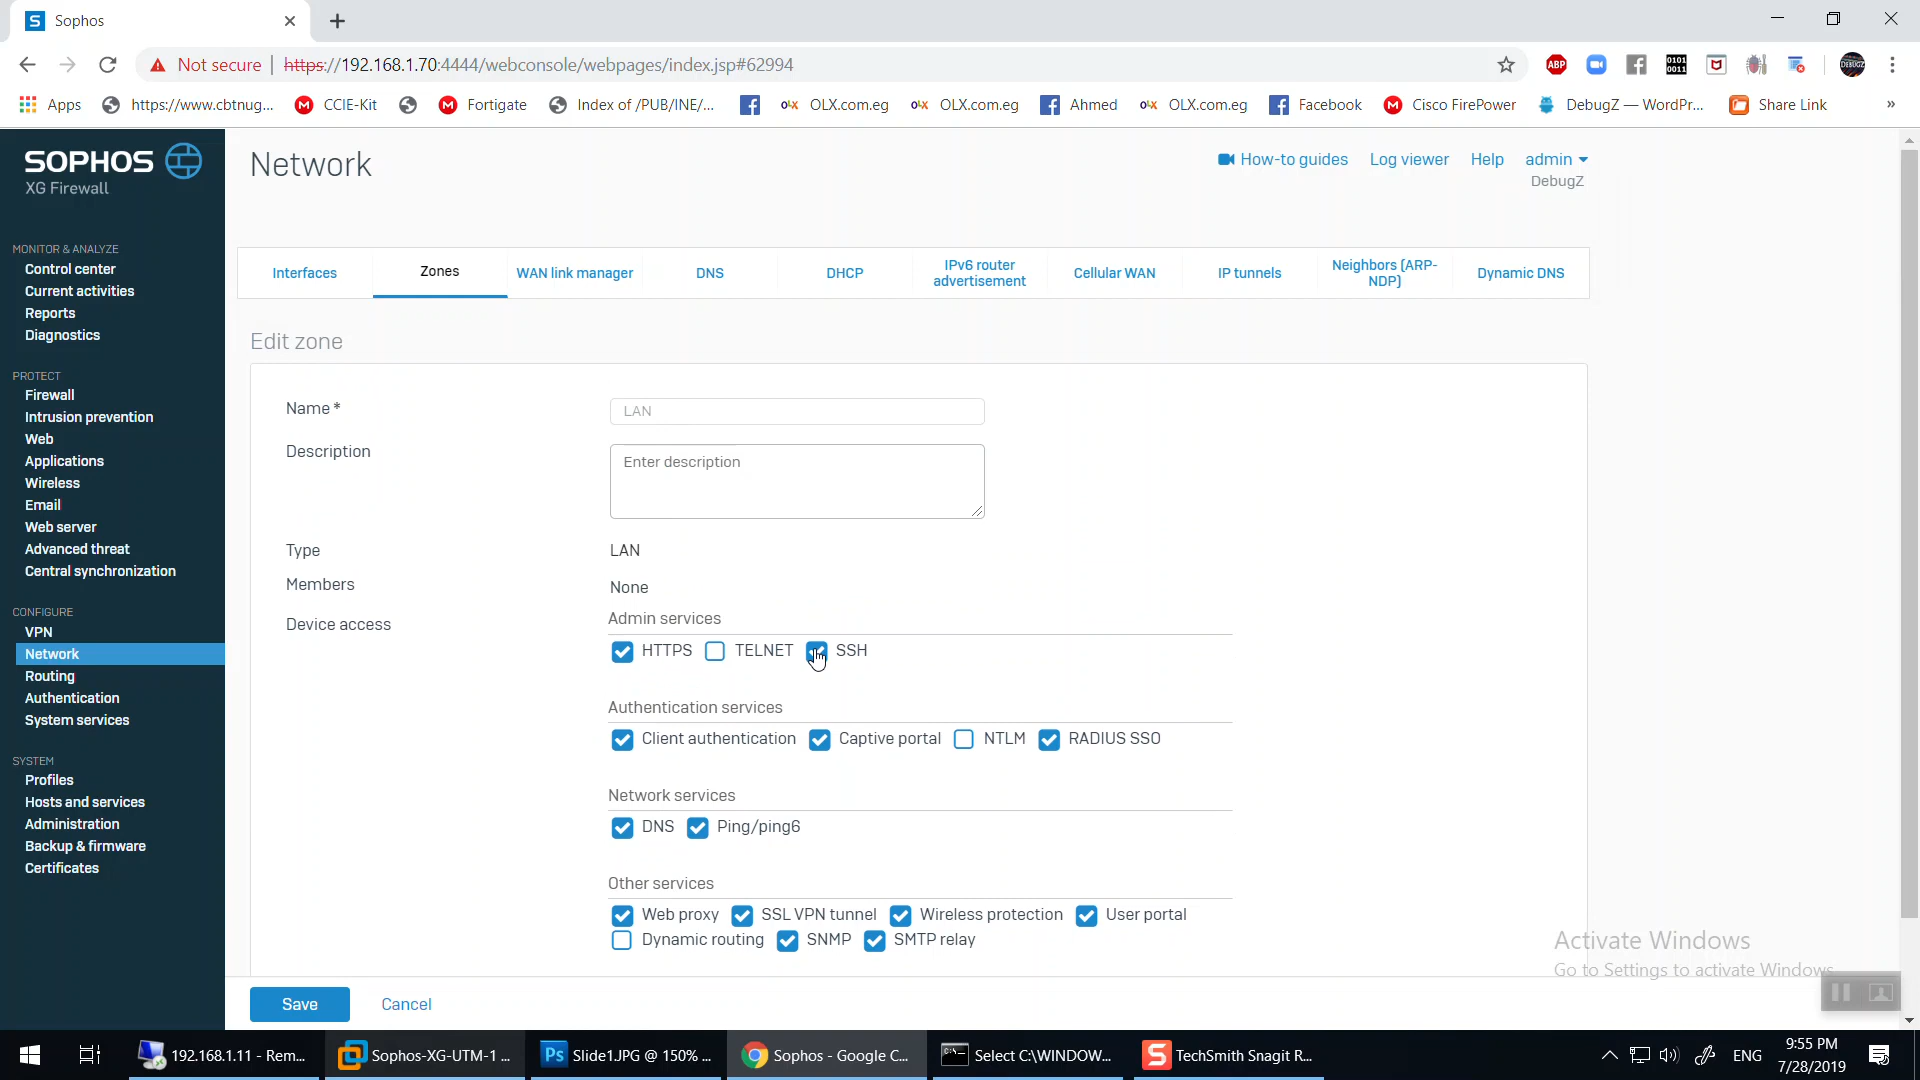 Sophos
Not secure | https://192.168.1.70:4444/webconsole/webpages/index.jsp#62994
ABP
0101
0011
DEBUGZ
Apps
https://www.cbtnug...
CCIE-Kit
Fortigate
Index of /PUB/INE/...
OLX.com.eg
OLX.com.eg
Ahmed
OLX.com.eg
Facebook
Cisco FirePower
DebugZ — WordPr...
Share Link
»
SOPHOS
XG Firewall
Network
How-to guides
Log viewer
Help
admin
DebugZ
MONITOR & ANALYZE
Control center
Current activities
Reports
Diagnostics
PROTECT
Firewall
Intrusion prevention
Web
Applications
Wireless
Email
Web server
Advanced threat
Central synchronization
CONFIGURE
VPN
Network
Routing
Authentication
System services
SYSTEM
Profiles
Hosts and services
Administration
Backup & firmware
Certificates
Interfaces
Zones
WAN link manager
DNS
DHCP
IPv6 router
advertisement
Cellular WAN
IP tunnels
Neighbors (ARP-
NDP)
Dynamic DNS
Edit zone
Name *
LAN
Description
Enter description
Type
LAN
Members
None
Device access
Admin services
HTTPS TELNET SSH
Authentication services
Client authentication Captive portal NTLM RADIUS SSO
Network services
DNS Ping/ping6
Other services
Web proxy SSL VPN tunnel Wireless protection User portal
Dynamic routing SNMP SMTP relay
Activate Windows
Go to Settings to activate Windows.
Save
Cancel
192.168.1.11 - Rem...
Sophos-XG-UTM-1 ...
Ps Slide1.JPG @ 150% ...
Sophos - Google C...
Select C:\WINDOW...
S TechSmith Snagit R...
ENG
9:55 PM
7/28/2019